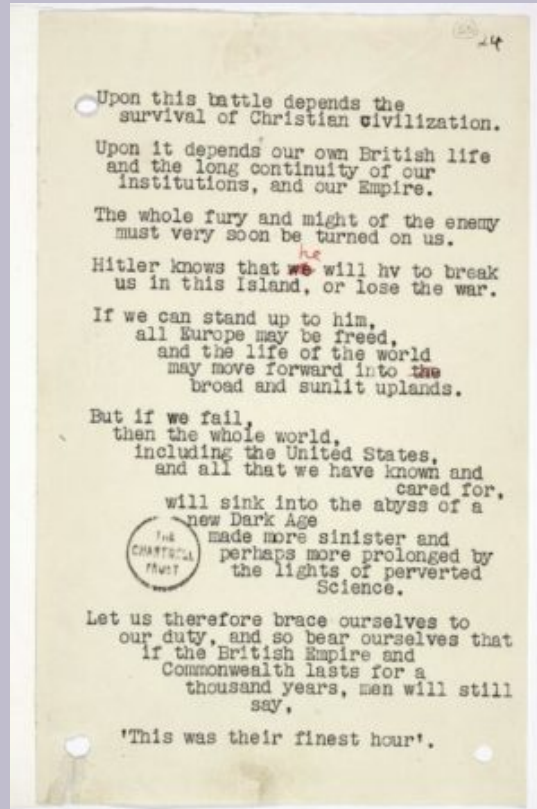 24
Upon this battle depends the
survival of Christian civilization.
Upon it depends our own British life
and the long continuity of our
institutions, and our Empire.
The whole fury and might of the enemy
must very soon be turned on us.
he
Hitler knows that we will hv to break
us in this Island, or lose the war.
If we can stand up to him,
all Europe may be freed,
and the life of the world
may move forward into the
broad and sunlit uplands.
But if we fail,
then the whole world,
including the United States,
and all that we have known and
cared for,
will sink into the abyss of a
new Dark Age
made more sinister and
perhaps more prolonged by
the lights of perverted
Science.
THE
CHARTWELL
TRUST
Let us therefore brace ourselves to
our duty, and so bear ourselves that
if the British Empire and
Commonwealth lasts for a
thousand years, men will still
say,
'This was their finest hour'.